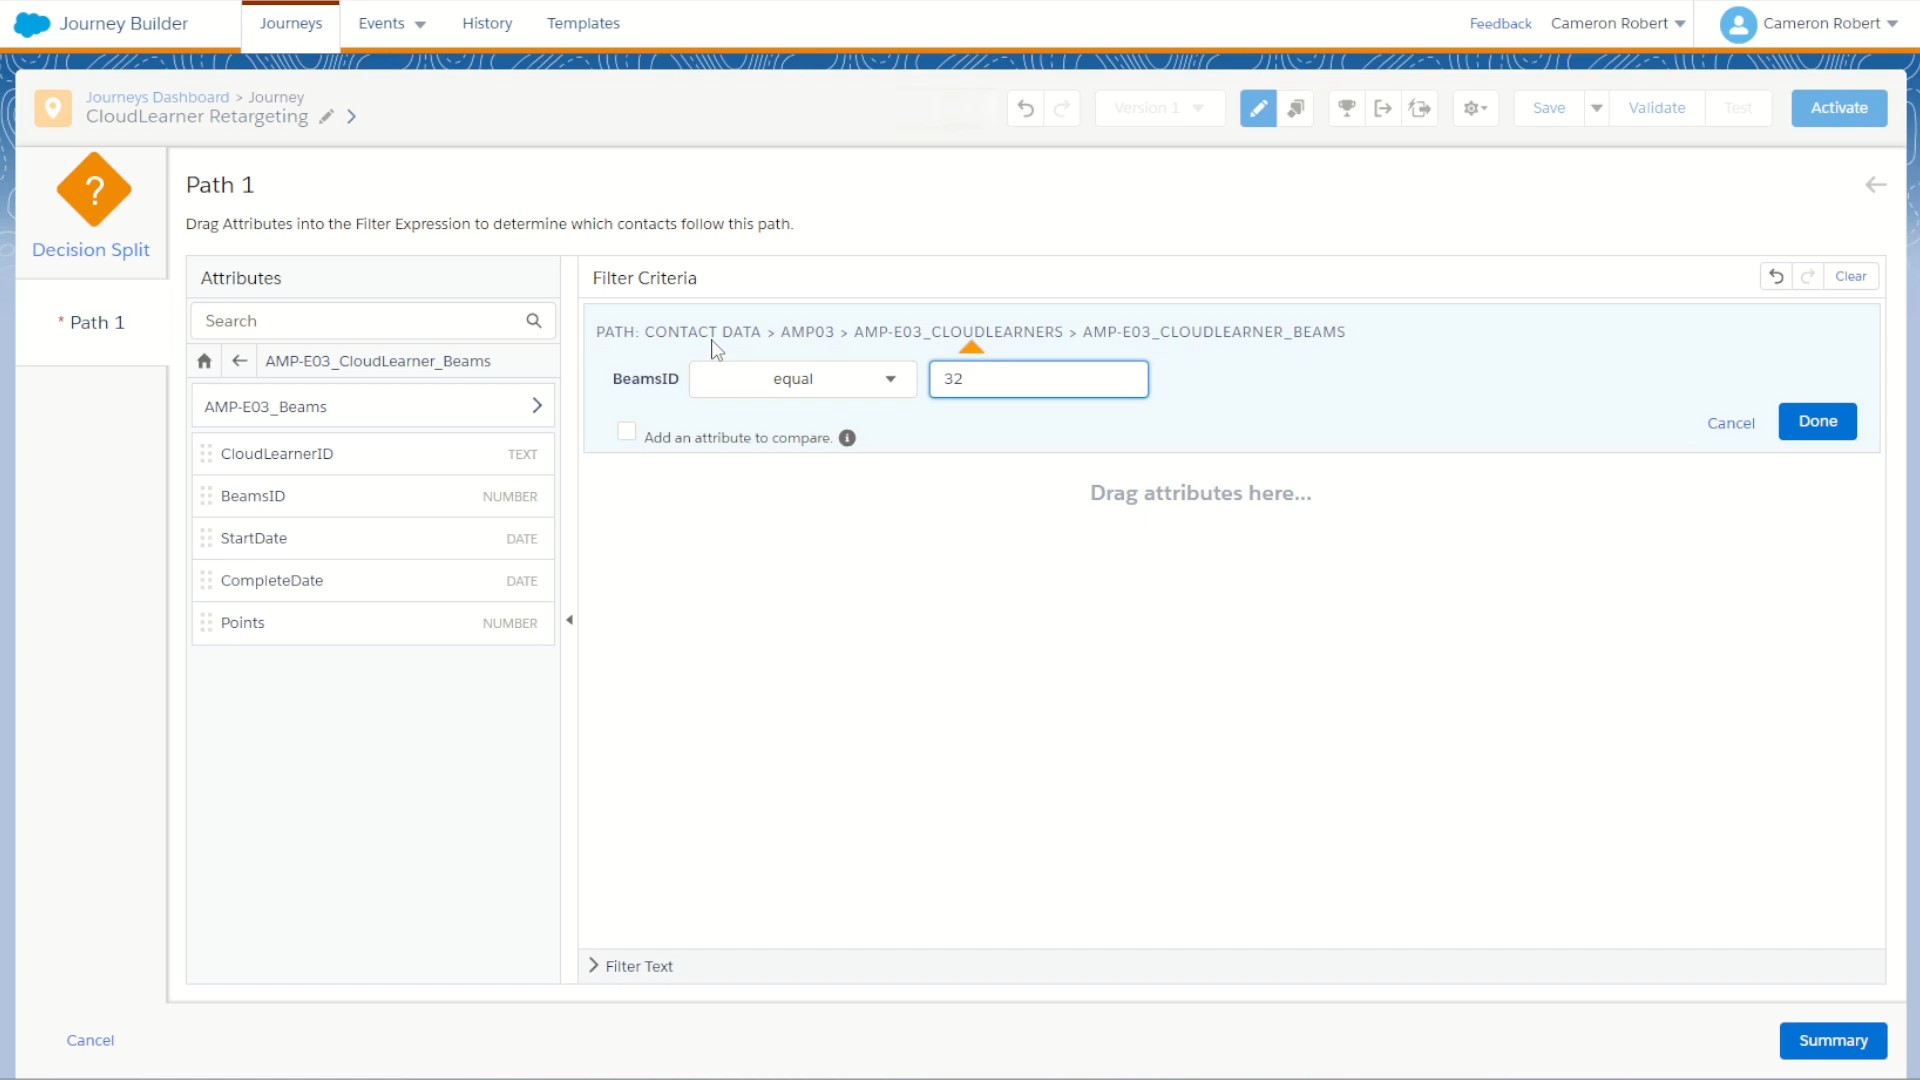 Journey Builder
Journeys
Events
History
Templates
Feedback
Cameron Robert
Cameron Robert
Journeys Dashboard > Journey
CloudLearner Retargeting
Version 1
Save
Validate
Test
Activate
?
Decision Split
* Path 1
Path 1
Drag Attributes into the Filter Expression to determine which contacts follow this path.
Attributes
Search
AMP-E03_CloudLearner_Beams
AMP-E03_Beams
CloudLearnerID TEXT
BeamsID NUMBER
StartDate DATE
CompleteDate DATE
Points NUMBER
Filter Criteria
Clear
PATH: CONTACT DATA > AMP03 > AMP-E03_CLOUDLEARNERS > AMP-E03_CLOUDLEARNER_BEAMS
BeamsID equal 32
Add an attribute to compare. i
Cancel
Done
Drag attributes here...
Filter Text
Cancel
Summary